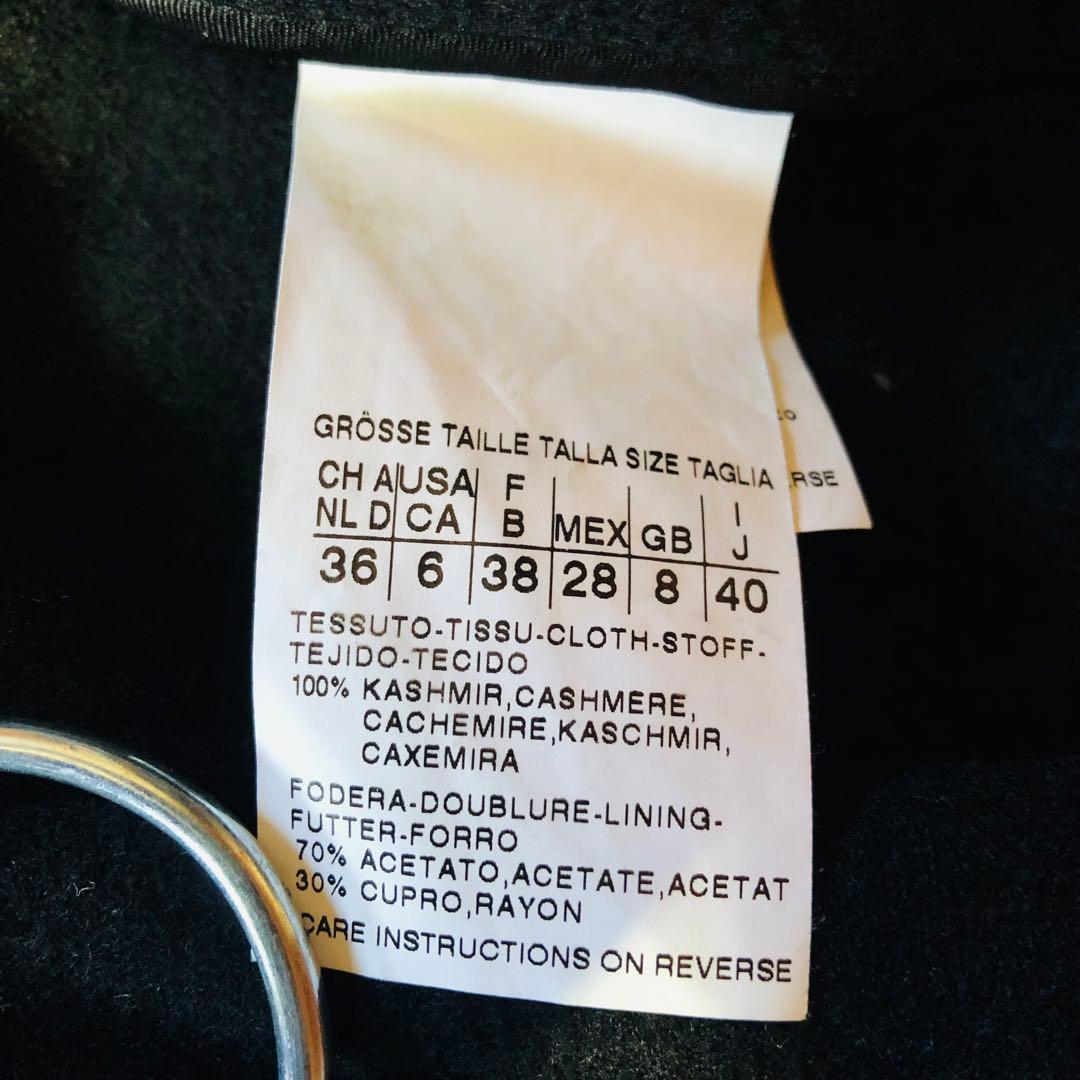 GRÖSSE TAILLE TALLA SIZE TAGLIA
CH A USA F
NL D CA B MEX GB I J
36 6 38 28 8 40
TESSUTO-TISSU-CLOTH-STOFF-
TEJIDO-TECIDO
100% KASHMIR,CASHMERE,
CACHEMIRE,KASCHMIR,
CAXEMIRA
FODERA-DOUBLURE-LINING-
FUTTER-FORRO
70% ACETATO,ACETATE,ACETAT
30% CUPRO,RAYON
CARE INSTRUCTIONS ON REVERSE